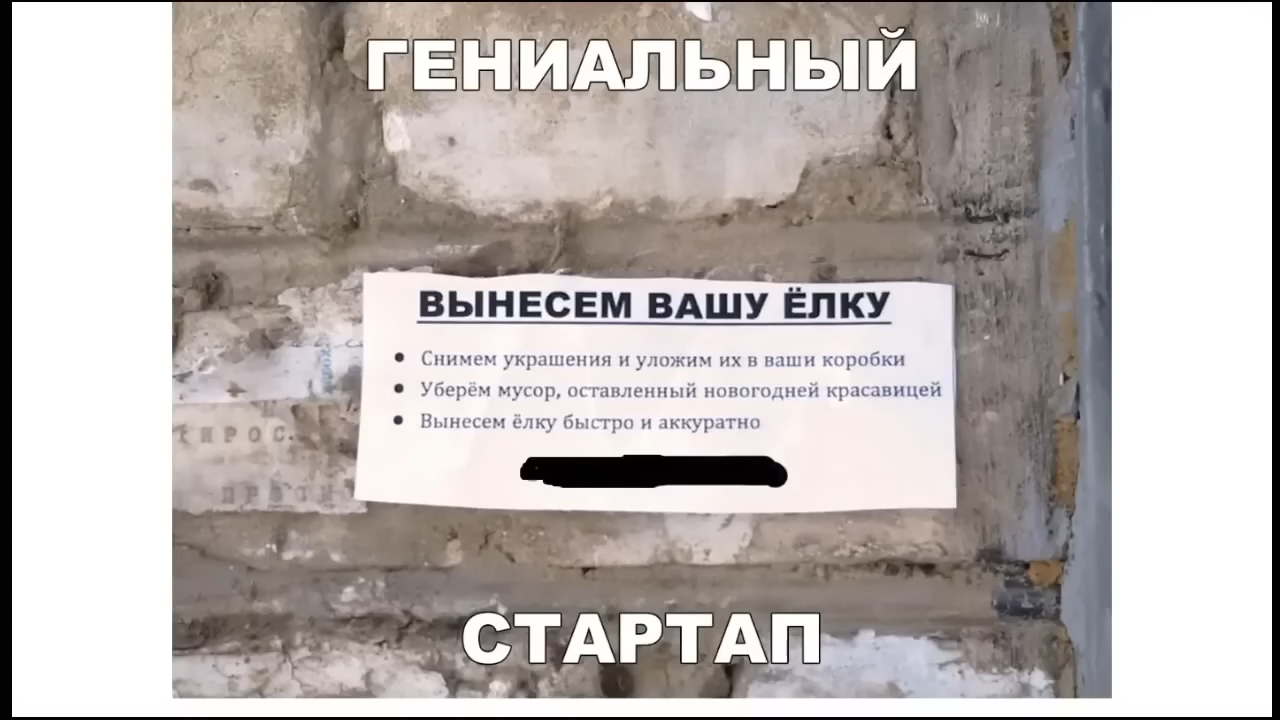 ГЕНИАЛЬНЫЙ
ВЫНЕСЕМ ВАШУ ЁЛКУ
• Снимем украшения и уложим их в ваши коробки
• Уберём мусор, оставленный новогодней красавицей
• Вынесем ёлку быстро и аккуратно
СТАРТАП